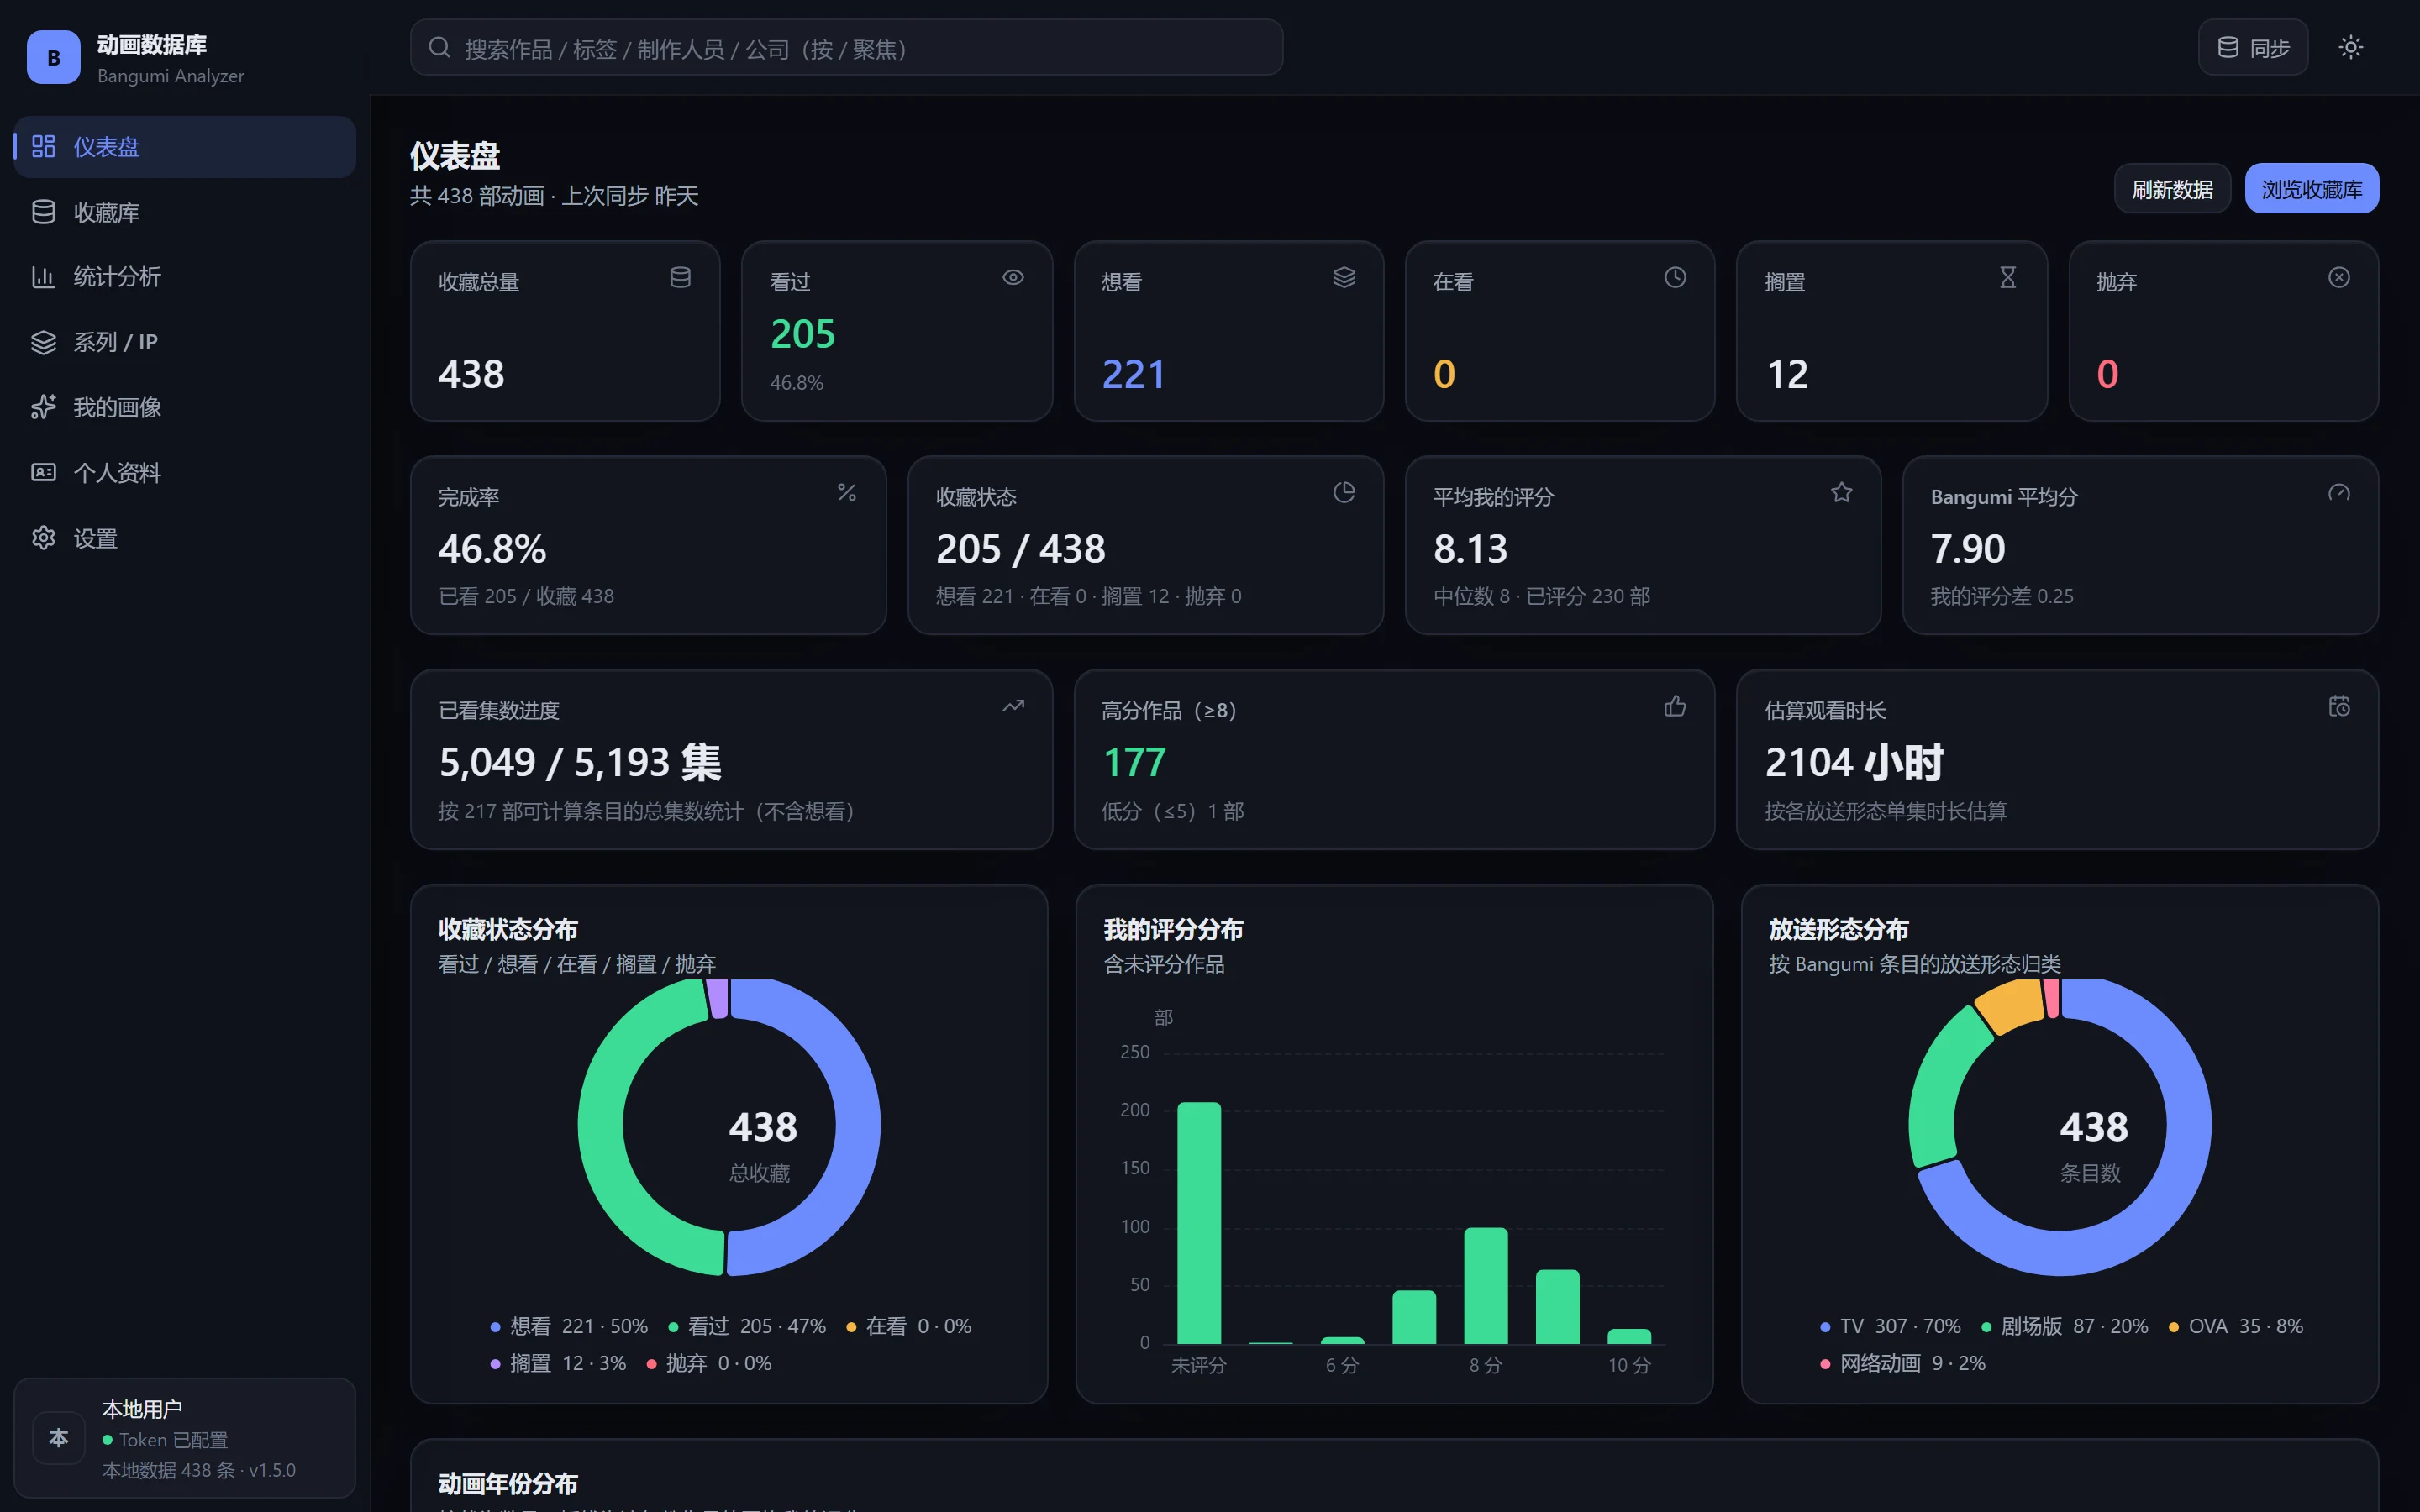 B
动画数据库
Bangumi Analyzer
搜索作品 / 标签 / 制作人员 / 公司（按 / 聚焦）
同步
仪表盘
收藏库
统计分析
系列 / IP
我的画像
个人资料
设置
本
本地用户
Token 已配置
本地数据 438 条 · v1.5.0
仪表盘
共 438 部动画 · 上次同步 昨天
刷新数据
浏览收藏库
收藏总量
438
看过
205
46.8%
想看
221
在看
0
搁置
12
抛弃
0
完成率
46.8%
已看 205 / 收藏 438
收藏状态
205 / 438
想看 221 · 在看 0 · 搁置 12 · 抛弃 0
平均我的评分
8.13
中位数 8 · 已评分 230 部
Bangumi 平均分
7.90
我的评分差 0.25
已看集数进度
5,049 / 5,193 集
按 217 部可计算条目的总集数统计（不含想看）
高分作品（≥8）
177
低分（≤5）1 部
估算观看时长
2104 小时
按各放送形态单集时长估算
收藏状态分布
看过 / 想看 / 在看 / 搁置 / 抛弃
438
总收藏
想看 221 · 50% 看过 205 · 47% 在看 0 · 0%
搁置 12 · 3% 抛弃 0 · 0%
我的评分分布
含未评分作品
部
250
200
150
100
50
0
未评分 6 分 8 分 10 分
放送形态分布
按 Bangumi 条目的放送形态归类
438
条目数
TV 307 · 70% 剧场版 87 · 20% OVA 35 · 8%
网络动画 9 · 2%
动画年份分布